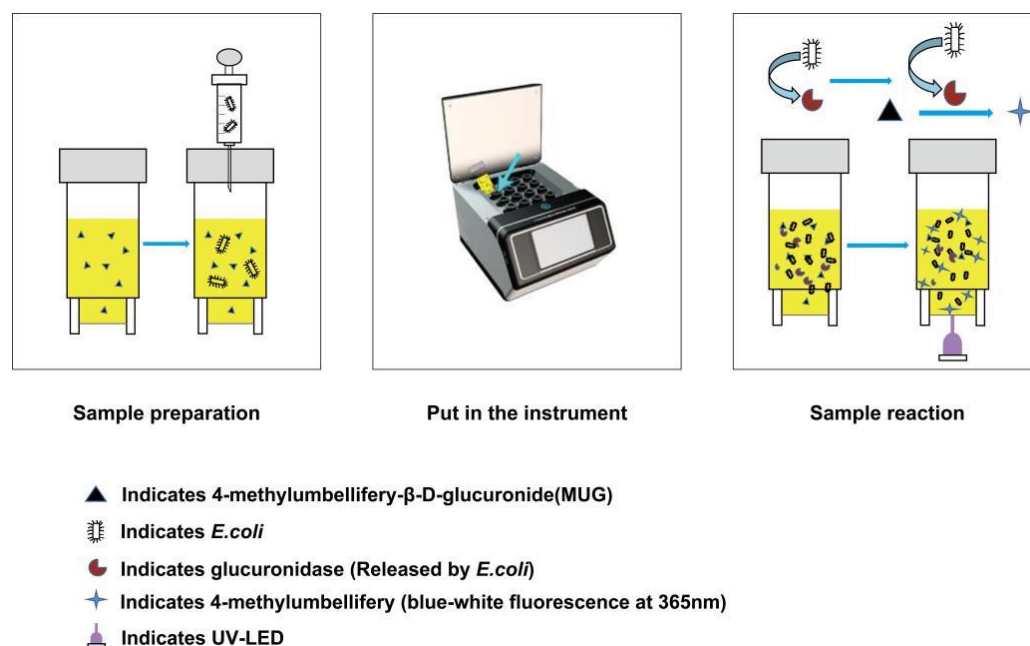 Sample preparation
Put in the instrument
Sample reaction
Indicates 4-methylumbellifery-β-D-glucuronide(MUG)
Indicates E.coli
Indicates glucuronidase (Released by E.coli)
Indicates 4-methylumbellifery (blue-white fluorescence at 365nm)
Indicates UV-LED